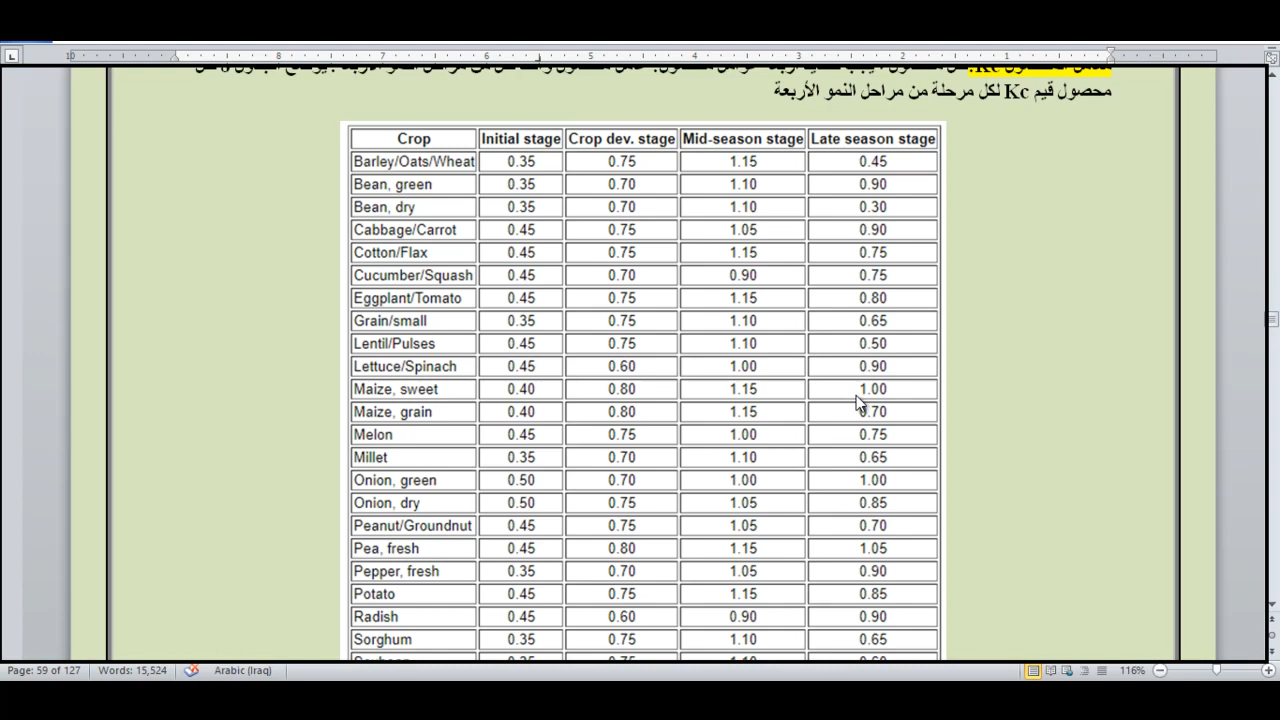 10 7 6 5 4 3 2 1
محصول قيم Kc لكل مرحلة من مراحل النمو الأربعة
Crop Initial stage Crop dev. stage Mid-season stage Late season stage
Barley/Oats/Wheat 0.35 0.75 1.15 0.45
Bean, green 0.35 0.70 1.10 0.90
Bean, dry 0.35 0.70 1.10 0.30
Cabbage/Carrot 0.45 0.75 1.05 0.90
Cotton/Flax 0.45 0.75 1.15 0.75
Cucumber/Squash 0.45 0.70 0.90 0.75
Eggplant/Tomato 0.45 0.75 1.15 0.80
Grain/small 0.35 0.75 1.10 0.65
Lentil/Pulses 0.45 0.75 1.10 0.50
Lettuce/Spinach 0.45 0.60 1.00 0.90
Maize, sweet 0.40 0.80 1.15 1.00
Maize, grain 0.40 0.80 1.15 0.70
Melon 0.45 0.75 1.00 0.75
Millet 0.35 0.70 1.10 0.65
Onion, green 0.50 0.70 1.00 1.00
Onion, dry 0.50 0.75 1.05 0.85
Peanut/Groundnut 0.45 0.75 1.05 0.70
Pea, fresh 0.45 0.80 1.15 1.05
Pepper, fresh 0.35 0.70 1.05 0.90
Potato 0.45 0.75 1.15 0.85
Radish 0.45 0.60 0.90 0.90
Sorghum 0.35 0.75 1.10 0.65
Page: 59 of 127 Words: 15,524 Arabic (Iraq) 116%